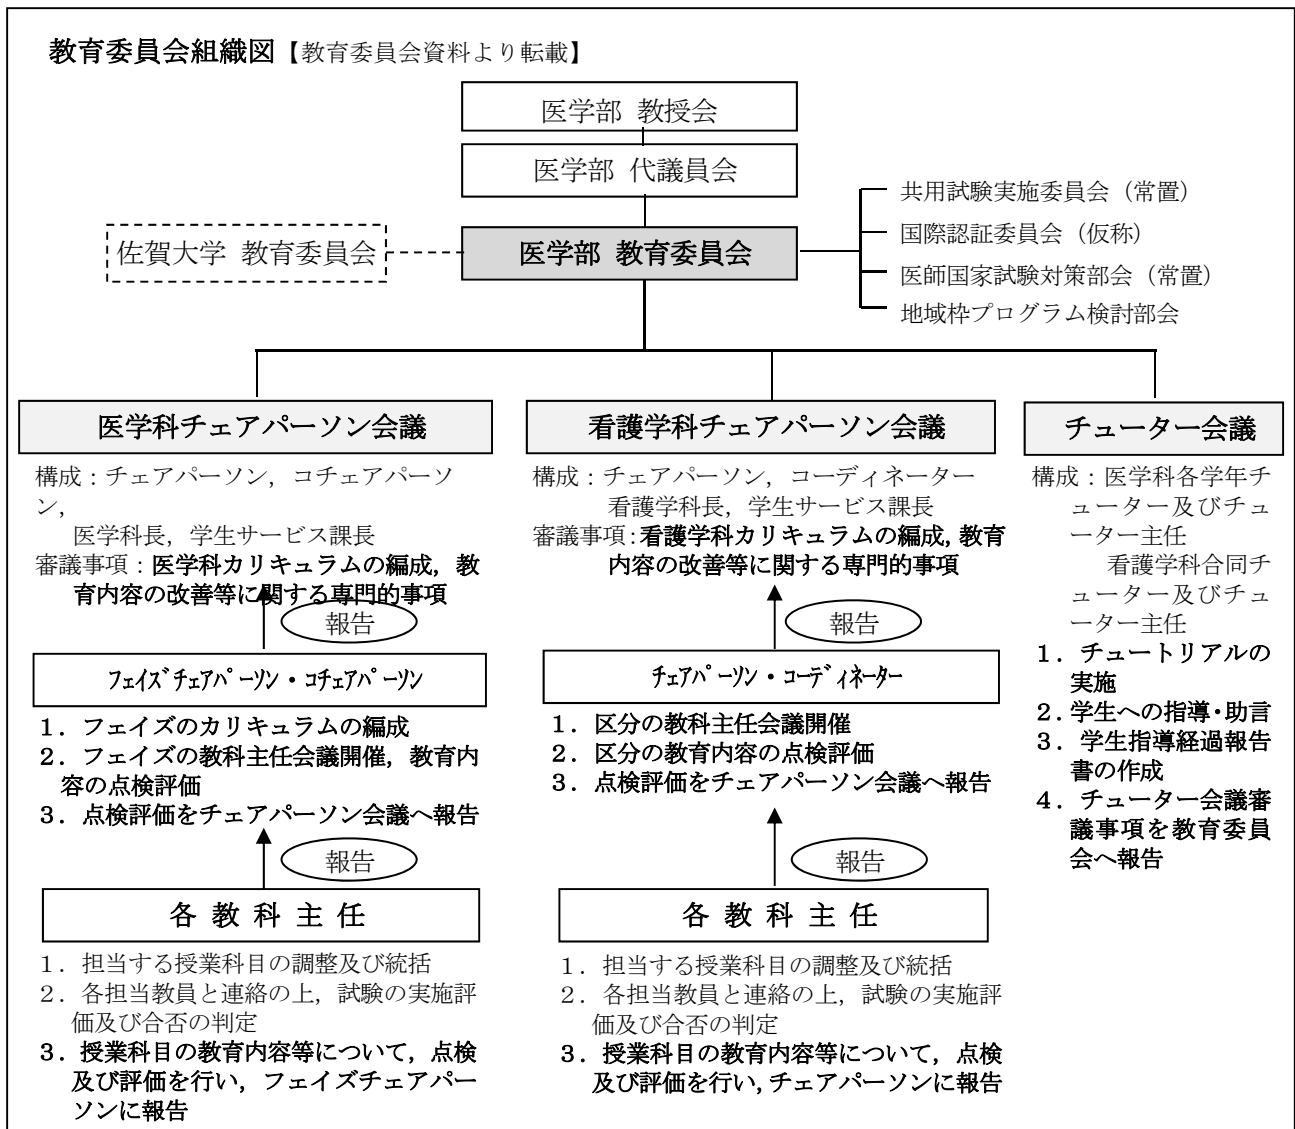 教育委員会組織図【教育委員会資料より転載】
医学部 教授会
医学部 代議員会
佐賀大学 教育委員会
医学部 教育委員会
共用試験実施委員会（常置）
国際認証委員会（仮称）
医師国家試験対策部会（常置）
地域枠プログラム検討部会
医学科チェアパーソン会議
構成：チェアパーソン，コチェアパーソ
ン，
医学科長，学生サービス課長
審議事項：医学科カリキュラムの編成，教
育内容の改善等に関する専門的事項
報告
フェイズチェアパーソン・コチェアパーソン
１．フェイズのカリキュラムの編成
２．フェイズの教科主任会議開催，教育内
容の点検評価
３．点検評価をチェアパーソン会議へ報告
報告
各 教 科 主 任
１．担当する授業科目の調整及び統括
２．各担当教員と連絡の上，試験の実施評
価及び合否の判定
３．授業科目の教育内容等について，点検
及び評価を行い，フェイズチェアパー
ソンに報告
看護学科チェアパーソン会議
構成：チェアパーソン，コーディネーター
看護学科長，学生サービス課長
審議事項：看護学科カリキュラムの編成，教育
内容の改善等に関する専門的事項
報告
チェアパーソン・コーディネーター
１．区分の教科主任会議開催
２．区分の教育内容の点検評価
３．点検評価をチェアパーソン会議へ報告
報告
各 教 科 主 任
１．担当する授業科目の調整及び統括
２．各担当教員と連絡の上，試験の実施評
価及び合否の判定
３．授業科目の教育内容等について，点検
及び評価を行い，チェアパーソンに報告
チューター会議
構成：医学科各学年チ
ューター及びチュ
ーター主任
看護学科合同チ
ューター及びチュ
ーター主任
１．チュートリアルの
実施
２．学生への指導・助言
３．学生指導経過報告
書の作成
４．チューター会議審
議事項を教育委員
会へ報告